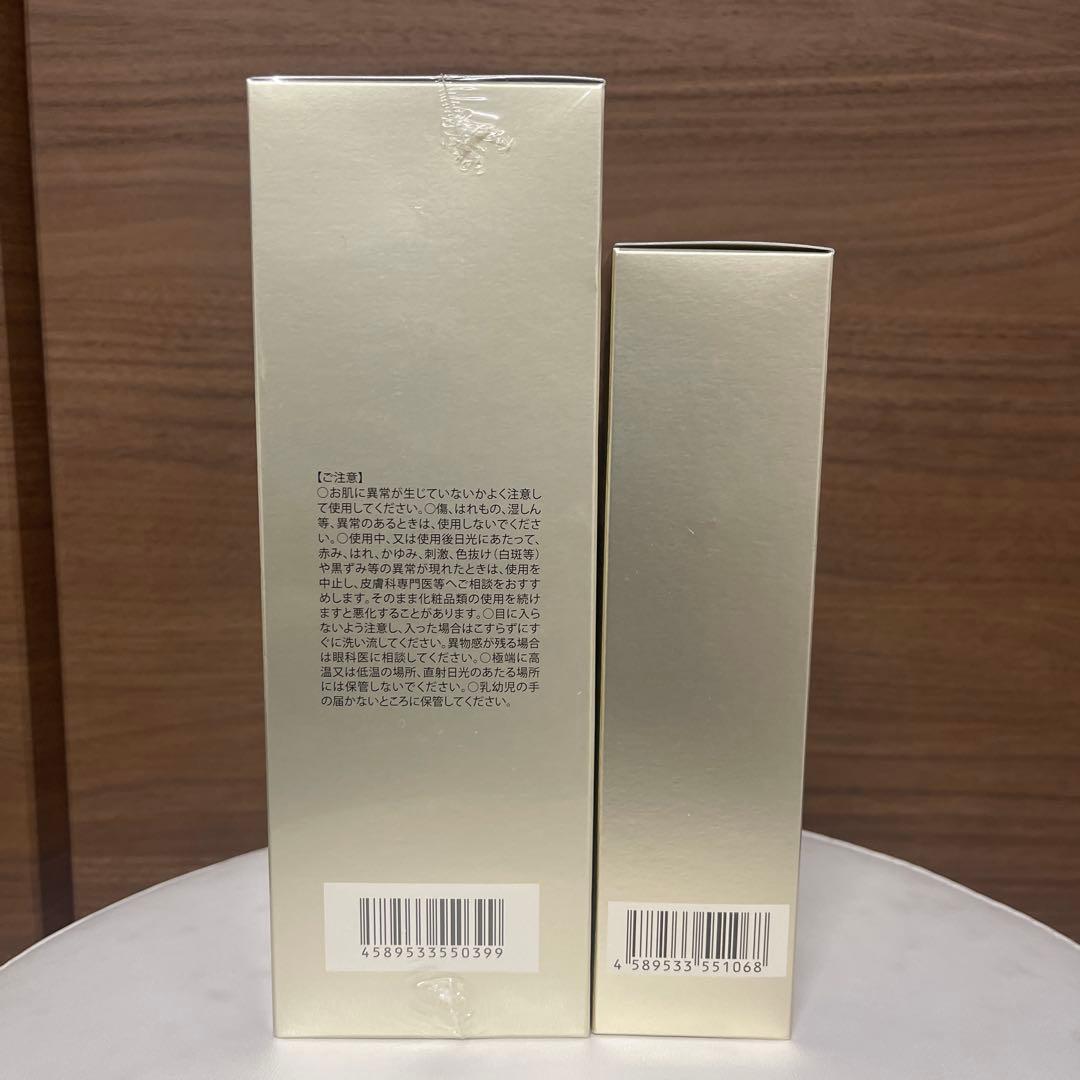 【ご注意】
○お肌に異常が生じていないかよく注意し
て使用してください。○傷、はれもの、湿しん
等、異常のあるときは、使用しないでくださ
い。○使用中、又は使用後日光にあたって、
赤み、はれ、かゆみ、刺激、色抜け（白斑等）
や黒ずみ等の異常が現れたときは、使用を
中止し、皮膚科専門医等へご相談をおすす
めします。そのまま化粧品類の使用を続け
ますと悪化することがあります。○目に入ら
ないよう注意し、入った場合はこすらずにす
ぐに洗い流してください。異物感が残る場合
は眼科医に相談してください。○極端に高
温又は低温の場所、直射日光のあたる場所
には保管しないでください。○乳幼児の手
の届かないところに保管してください。
4589533550399
4 589533 551068